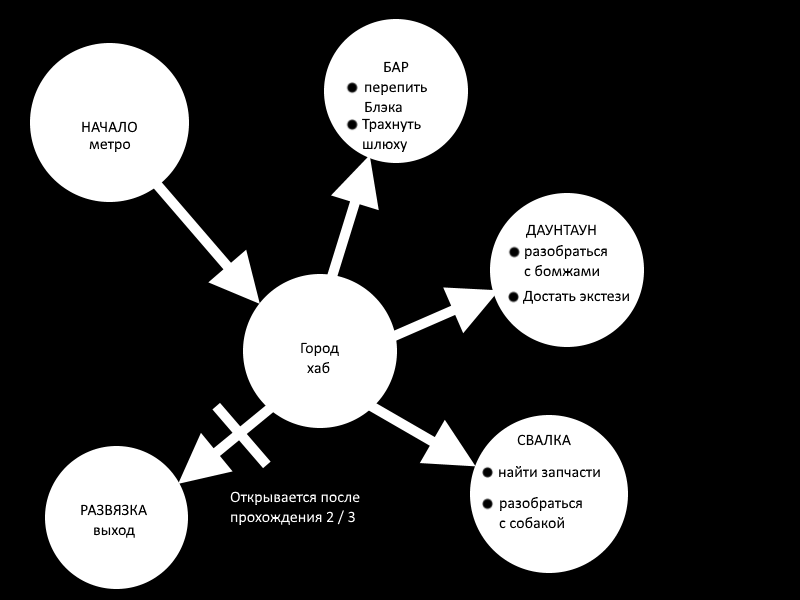 НАЧАЛО
метро
БАР
перепить
Блэка
Трахнуть
шлюху
ДАУНТАУН
разобраться
с бомжами
Достать экстези
Город
хаб
СВАЛКА
найти запчасти
разобраться
с собакой
РАЗВЯЗКА
выход
Открывается после
прохождения 2 / 3